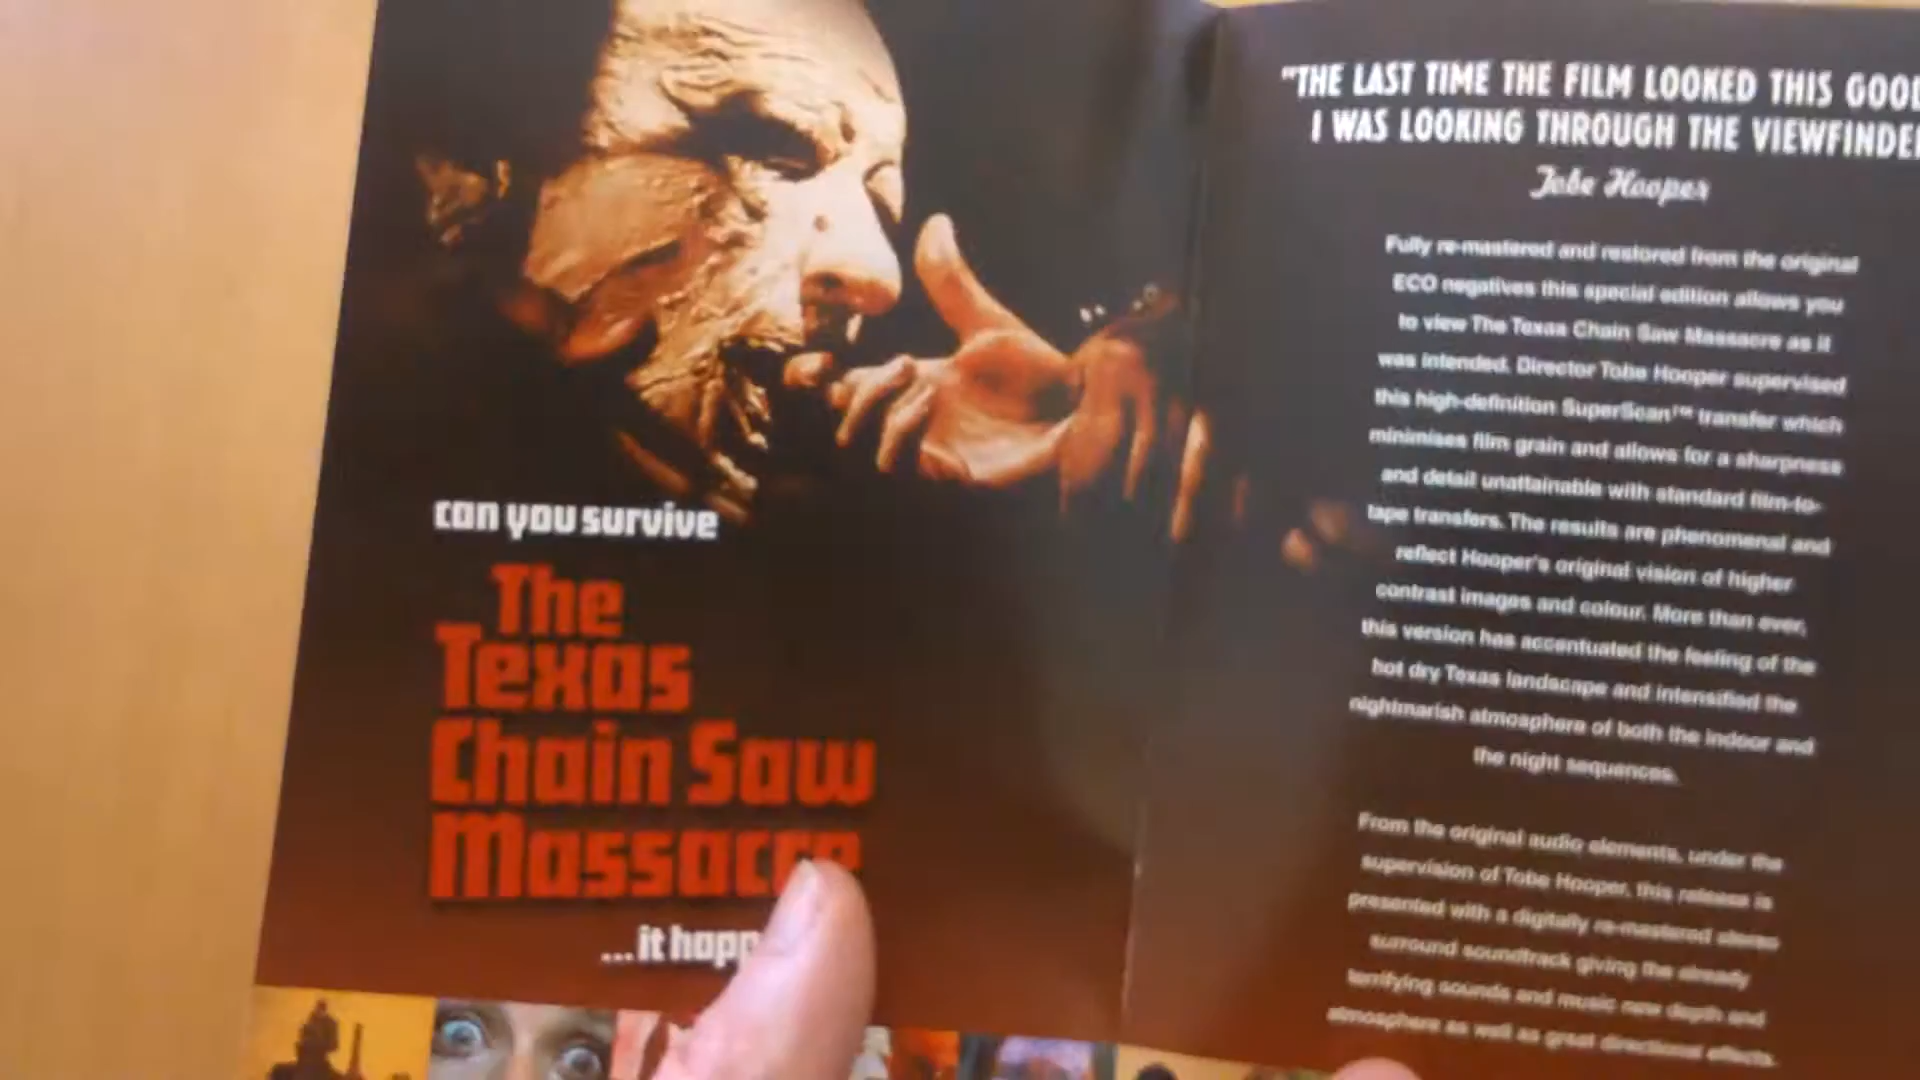 can you survive
The
Texas
Chain Saw
Massacre
...it happ
"THE LAST TIME THE FILM LOOKED THIS GOOD
I WAS LOOKING THROUGH THE VIEWFINDER
Tobe Hooper
Fully re-mastered and restored from the original
ECO negatives this special edition allows you
to view The Texas Chain Saw Massacre as it
was intended. Director Tobe Hooper supervised
this high-definition SuperScan™ transfer which
minimises film grain and allows for a sharpness
and detail unattainable with standard film-to-
tape transfers. The results are phenomenal and
reflect Hooper's original vision of higher
contrast images and colour. More than ever,
this version has accentuated the feeling of the
hot dry Texas landscape and intensified the
nightmarish atmosphere of both the indoor and
the night sequences.
From the original audio elements, under the
supervision of Tobe Hooper, this release is
presented with a digitally re-mastered stereo
surround soundtrack giving the already
terrifying sounds and music new depth and
atmosphere as well as great directional effects.